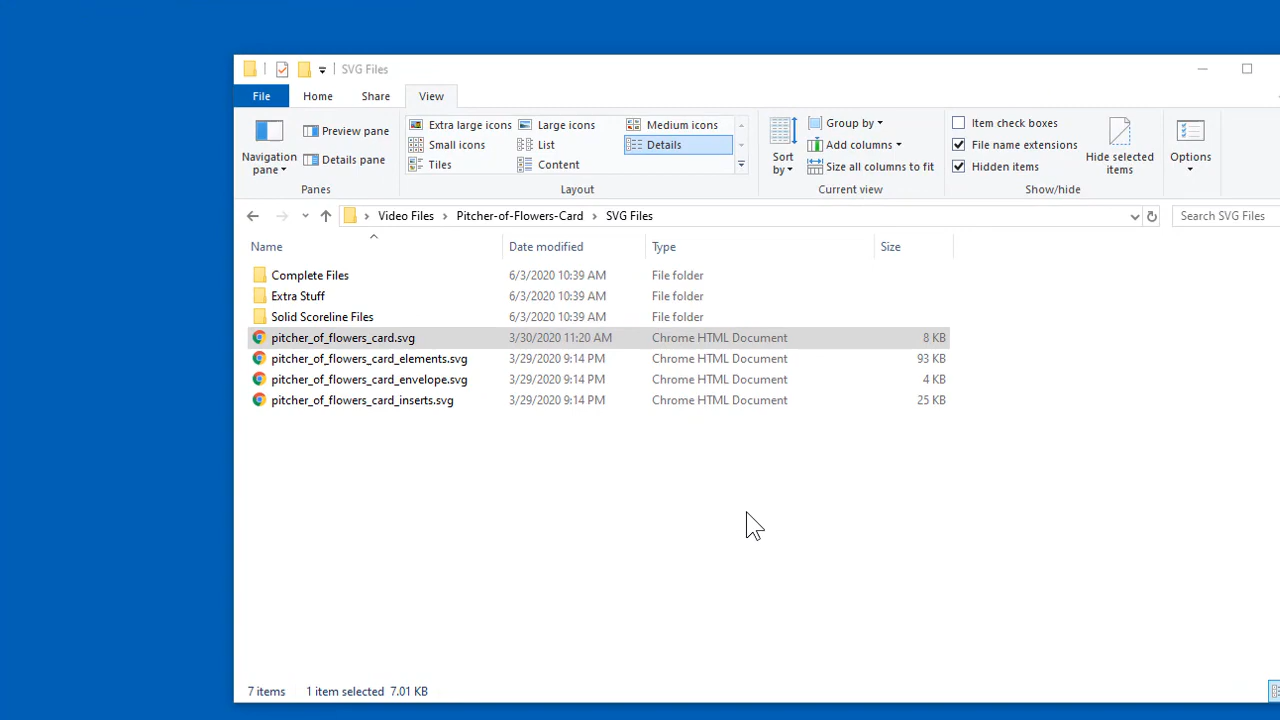 SVG Files
File Home Share View
Navigation pane
Preview pane
Details pane
Panes
Extra large icons Large icons Medium icons
Small icons List Details
Tiles Content
Layout
Sort by
Group by
Add columns
Size all columns to fit
Current view
Item check boxes
File name extensions
Hidden items
Hide selected items
Show/hide
Options
Video Files Pitcher-of-Flowers-Card SVG Files
Search SVG Files
Name Date modified Type Size
Complete Files 6/3/2020 10:39 AM File folder
Extra Stuff 6/3/2020 10:39 AM File folder
Solid Scoreline Files 6/3/2020 10:39 AM File folder
pitcher_of_flowers_card.svg 3/30/2020 11:20 AM Chrome HTML Document 8 KB
pitcher_of_flowers_card_elements.svg 3/29/2020 9:14 PM Chrome HTML Document 93 KB
pitcher_of_flowers_card_envelope.svg 3/29/2020 9:14 PM Chrome HTML Document 4 KB
pitcher_of_flowers_card_inserts.svg 3/29/2020 9:14 PM Chrome HTML Document 25 KB
7 items 1 item selected 7.01 KB